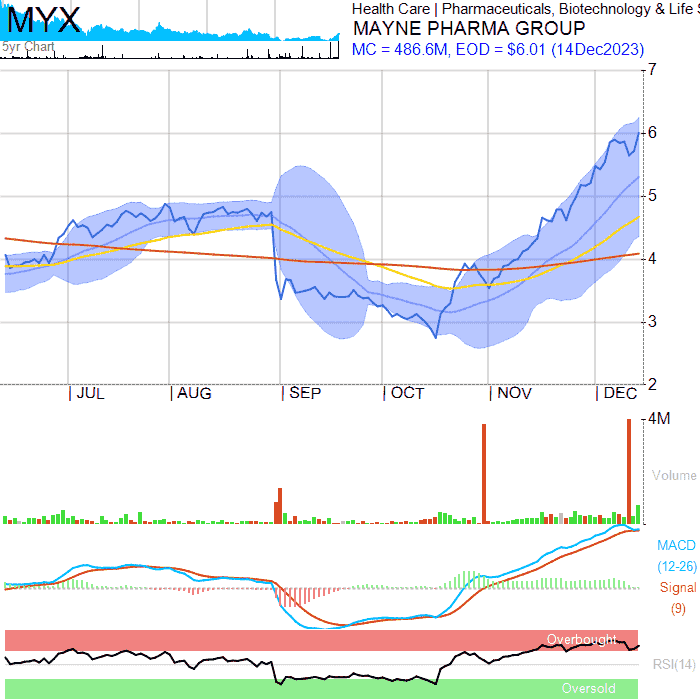 MYX
5yr Chart
Health Care | Pharmaceuticals, Biotechnology & Life S
MAYNE PHARMA GROUP
MC = 486.6M, EOD = $6.01 (14Dec2023)
7
6
5
4
3
2
JUL AUG SEP OCT NOV DEC
4M
Volume
MACD
(12-26)
Signal
(9)
Overbought
RSI(14)
Oversold